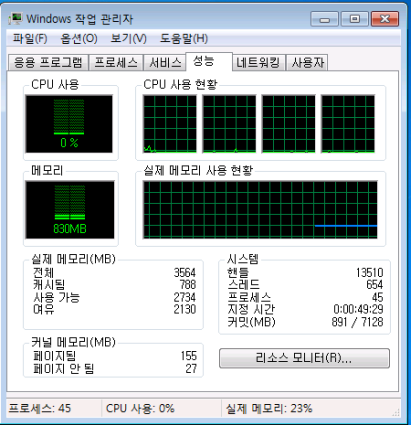 Windows 작업 관리자
파일(F) 옵션(O) 보기(V) 도움말(H)
응용 프로그램 프로세스 서비스 성능 네트워킹 사용자
CPU 사용 CPU 사용 현황
0 %
메모리 실제 메모리 사용 현황
830MB
실제 메모리(MB)
전체 3564
캐시됨 788
사용 가능 2734
여유 2130
시스템
핸들 13510
스레드 654
프로세스 45
지정 시간 0:00:49:29
커밋(MB) 891 / 7128
커널 메모리(MB)
페이지됨 155
페이지 안 됨 27
리소스 모니터(R)...
프로세스: 45 CPU 사용: 0% 실제 메모리: 23%